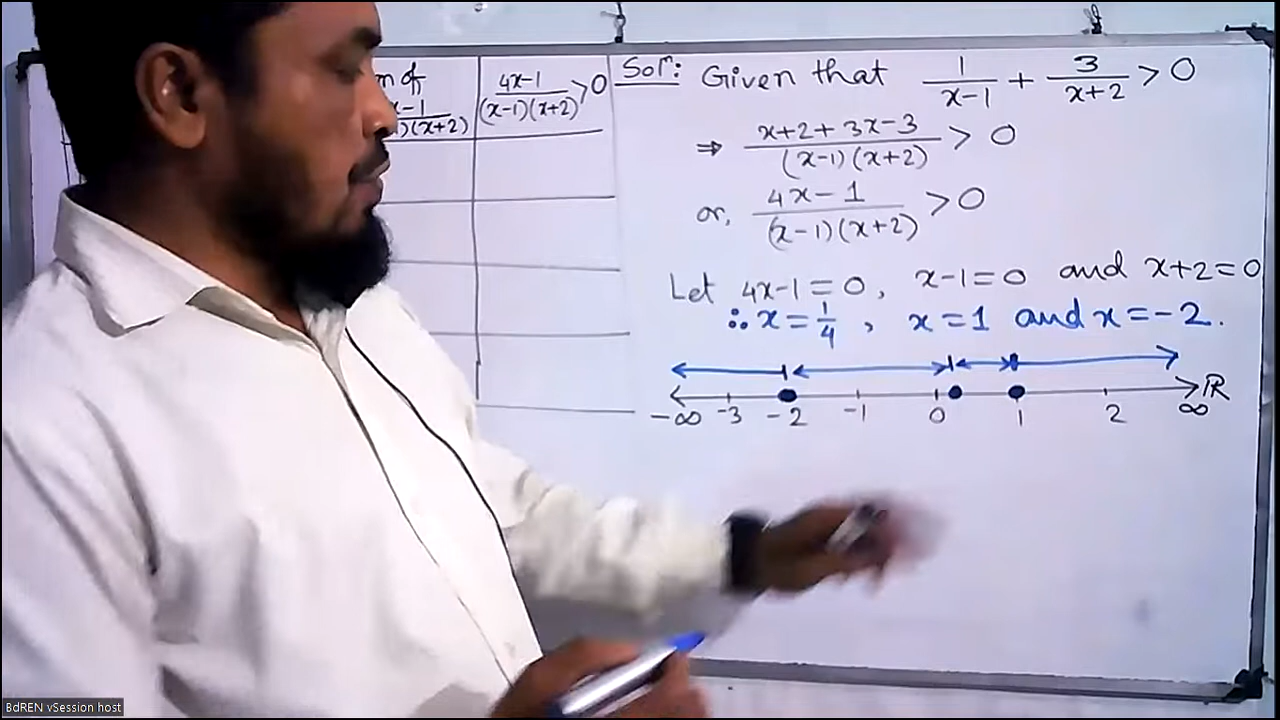 n of
x-1
)(x+2)
4x-1
(x-1)(x+2) >0
Sol<sup>n</sup>: Given that 1/(x-1) + 3/(x+2) > 0
⇒ (x+2+3x-3)/((x-1)(x+2)) > 0
or, (4x-1)/((x-1)(x+2)) > 0
Let 4x-1=0, x-1=0 and x+2=0
∴ x=1/4, x=1 and x=-2.
-∞ -3 -2 -1 0 1 2 ∞ ℝ
BdREN vSession host